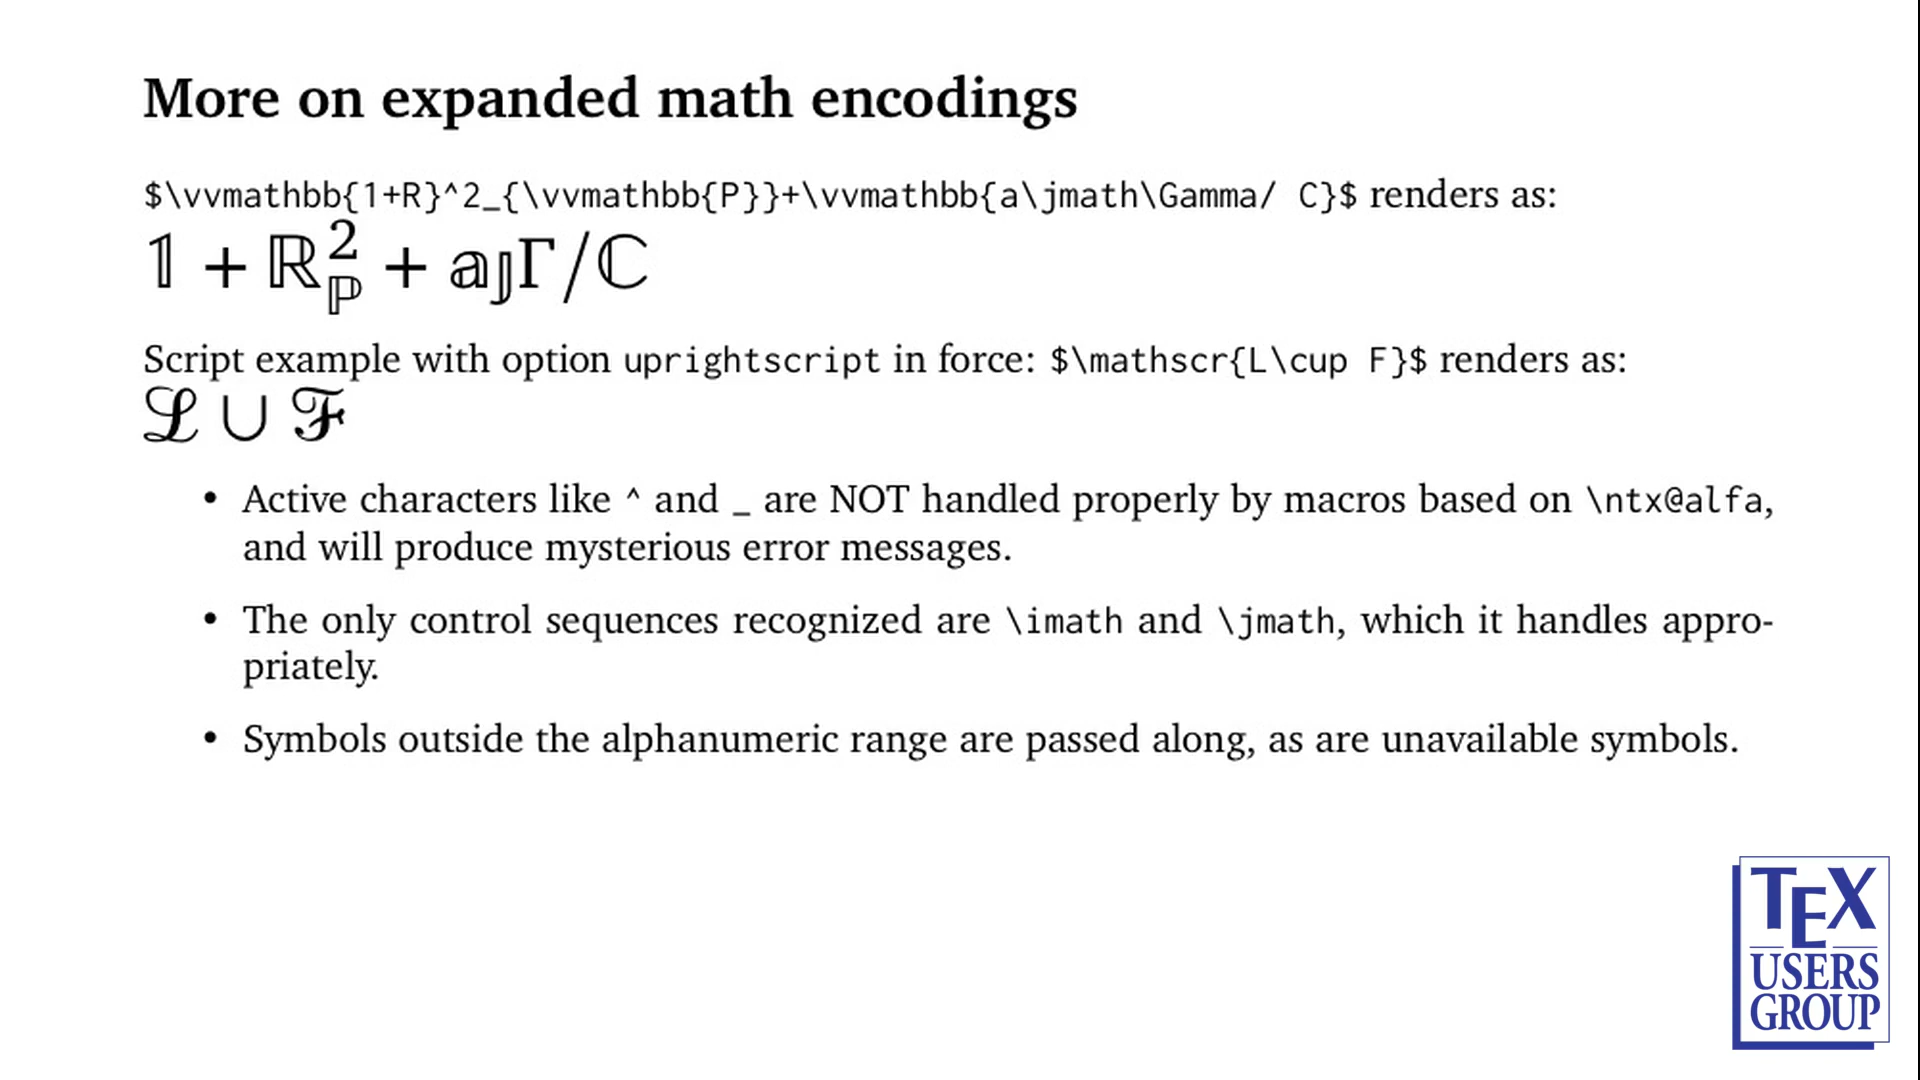 More on expanded math encodings
$\vvmathbb{1+R}^2_{\vvmathbb{P}}+\vvmathbb{a\jmath\Gamma/ C}$ renders as:
𝟙 + ℝ²_ℙ + 𝕒ȷΓ/ℂ
Script example with option uprightscript in force: $\mathscr{L\cup F}$ renders as:
ℒ ∪ ℱ
• Active characters like ^ and _ are NOT handled properly by macros based on \ntx@alfa,
and will produce mysterious error messages.
• The only control sequences recognized are \imath and \jmath, which it handles appro-
priately.
• Symbols outside the alphanumeric range are passed along, as are unavailable symbols.
TEX
USERS
GROUP